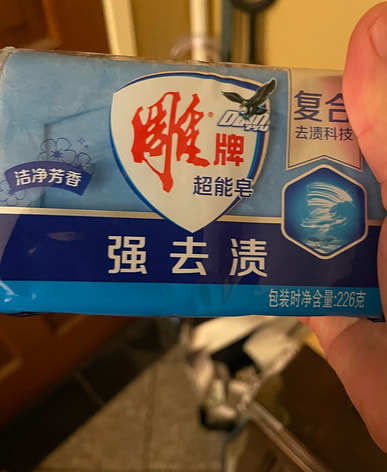 雕牌
超能皂
复合
去渍科技
洁净芳香
强去渍
包装时净含量:226克